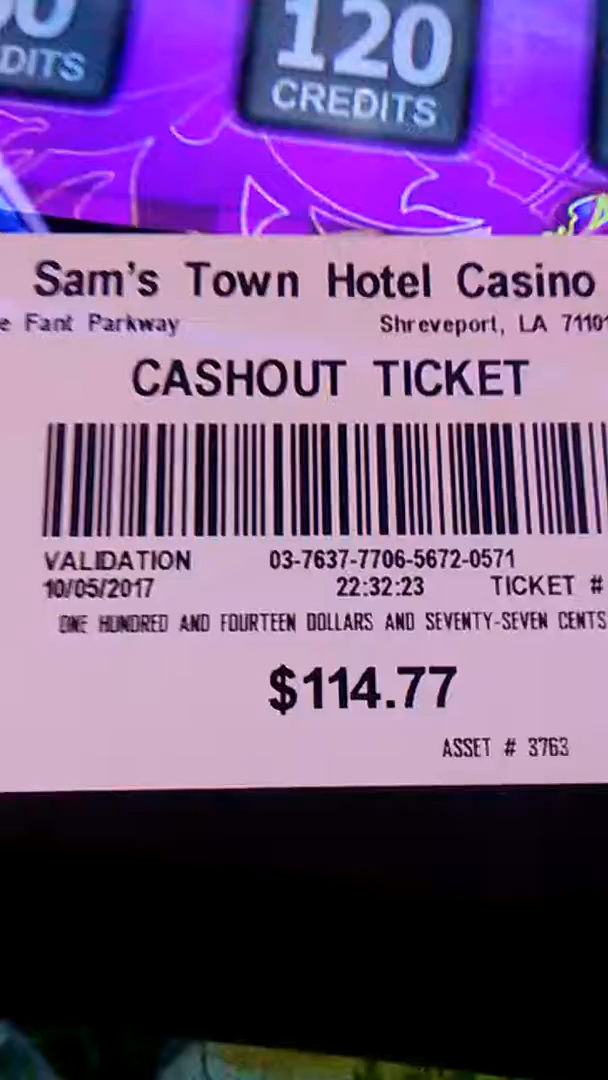 120
DITS
CREDITS
Sam's Town Hotel Casino
e Fant Parkway Shreveport, LA 71101
CASHOUT TICKET
VALIDATION 03-7637-7706-5672-0571
10/05/2017 22:32:23 TICKET #
ONE HUNDRED AND FOURTEEN DOLLARS AND SEVENTY-SEVEN CENTS
$114.77
ASSET # 3763